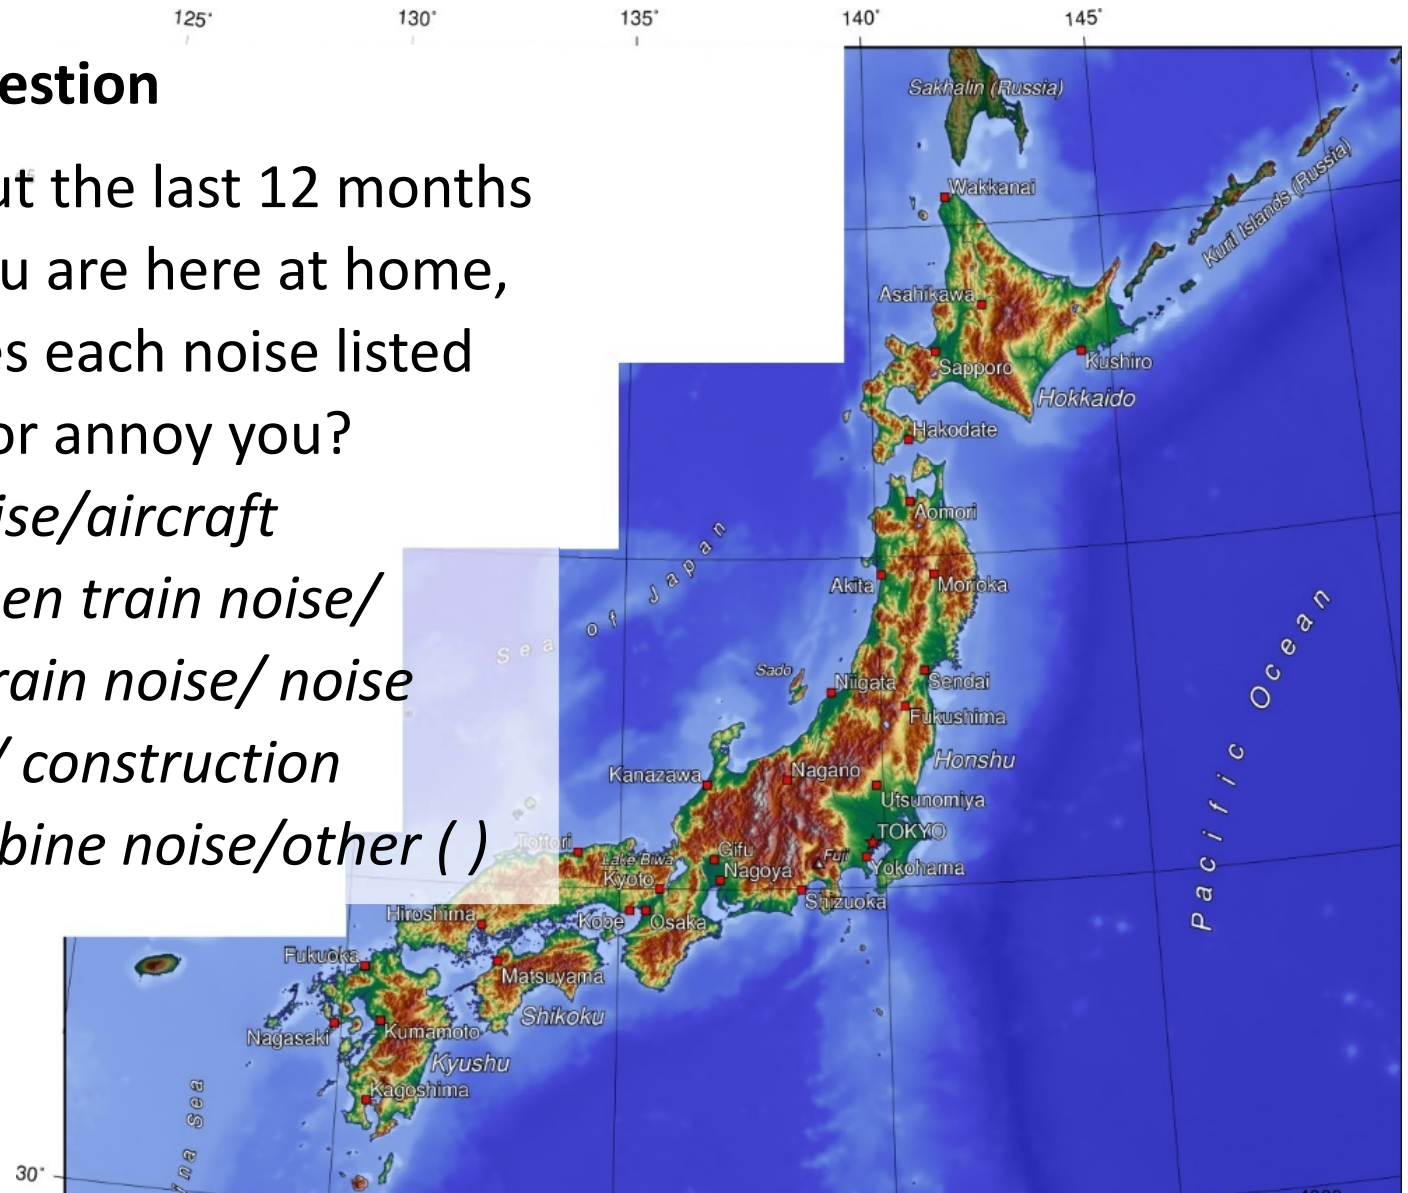 125°
130°
135°
140°
145°
estion
ut the last 12 months
u are here at home,
es each noise listed
or annoy you?
ise/aircraft
en train noise/
rain noise/ noise
/ construction
bine noise/other ( )
Sakhalin (Russia)
Wakkanai
Kuril Islands (Russia)
Asahikawa
Sapporo
Kushiro
Hokkaido
Hakodate
Aomori
Akita
Morioka
Sea of Japan
Sado
Niigata
Sendai
Fukushima
Honshu
Kanazawa
Nagano
Utsunomiya
TOKYO
Tottori
Lake Biwa
Gifu
Fuji
Kyoto
Nagoya
Yokohama
Shizuoka
Hiroshima
Kobe
Osaka
Pacific Ocean
Fukuoka
Matsuyama
Shikoku
Nagasaki
Kumamoto
Kyushu
Kagoshima
ina Sea
30°